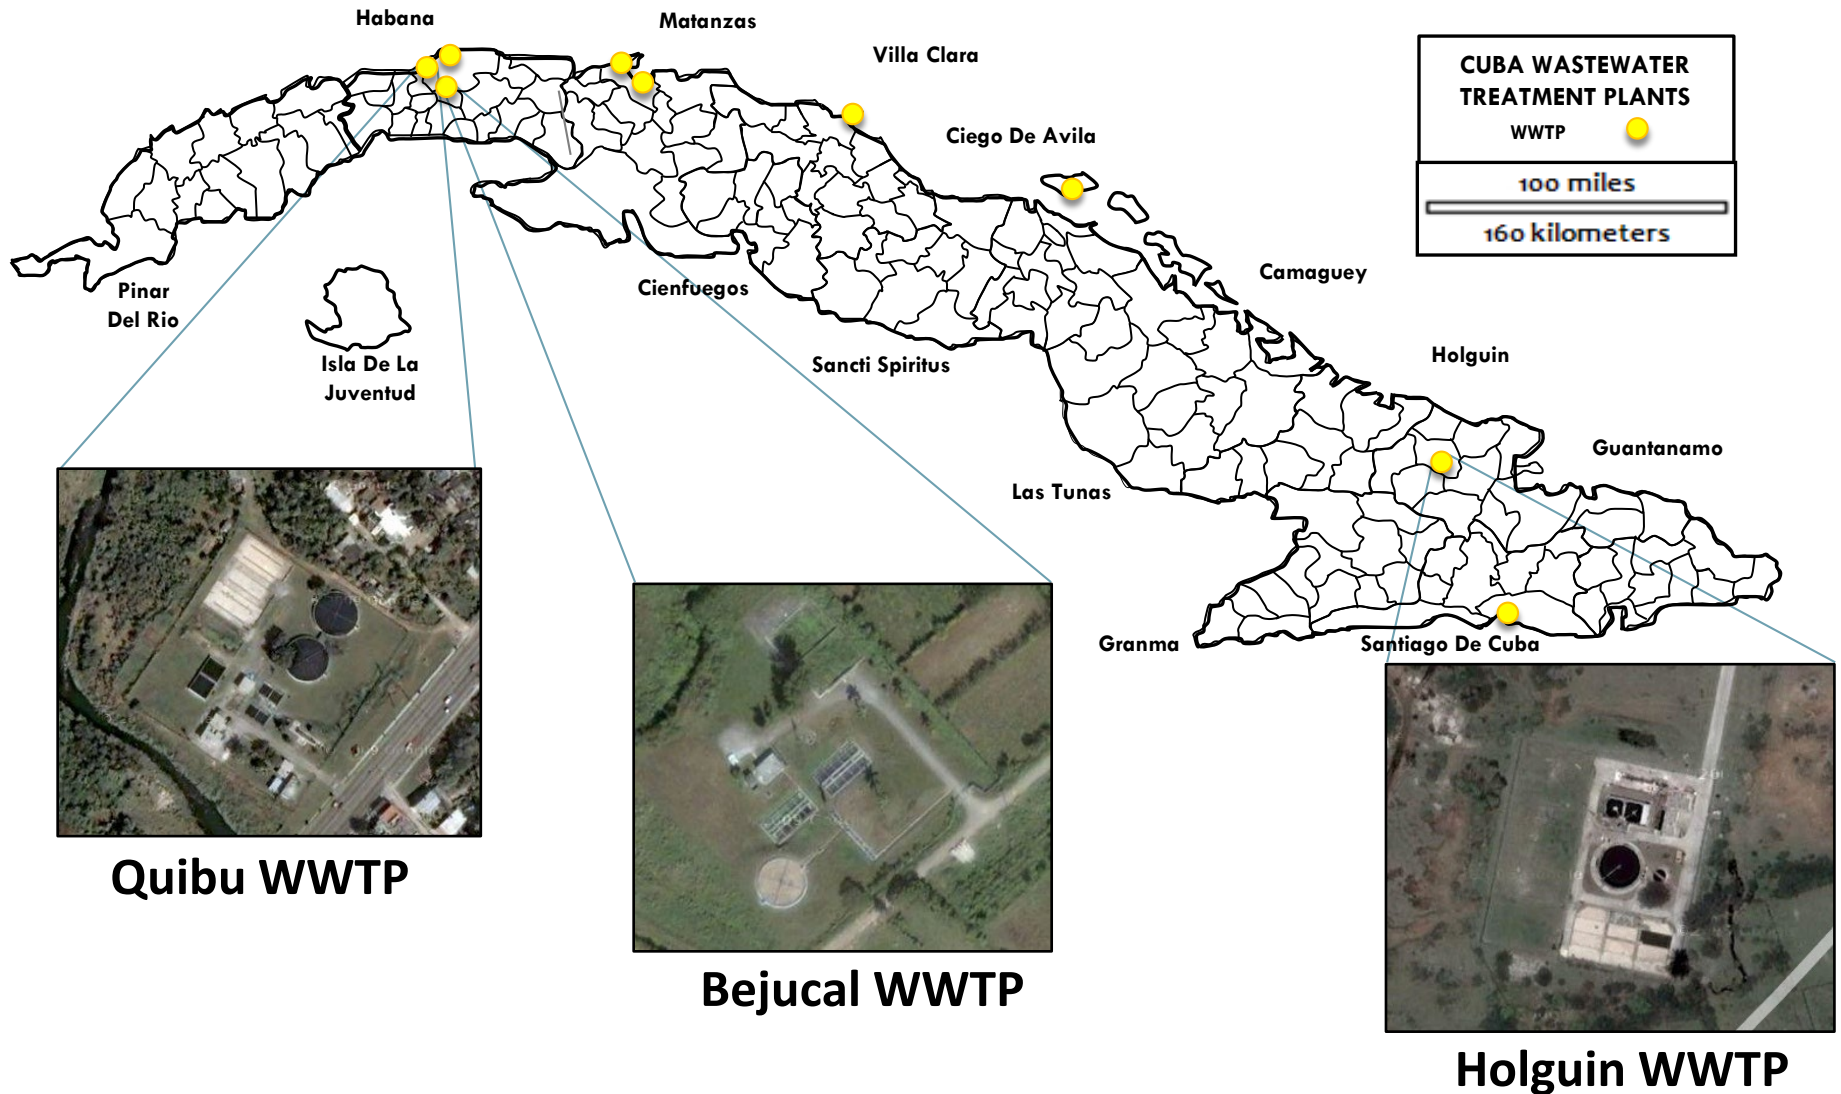 Habana
Matanzas
Villa Clara
CUBA WASTEWATER
TREATMENT PLANTS
WWTP
100 miles
160 kilometers
Ciego De Avila
Camaguey
Pinar
Del Rio
Cienfuegos
Isla De La
Juventud
Sancti Spiritus
Holguin
Guantanamo
Las Tunas
Granma
Santiago De Cuba
Quibu WWTP
Bejucal WWTP
Holguin WWTP